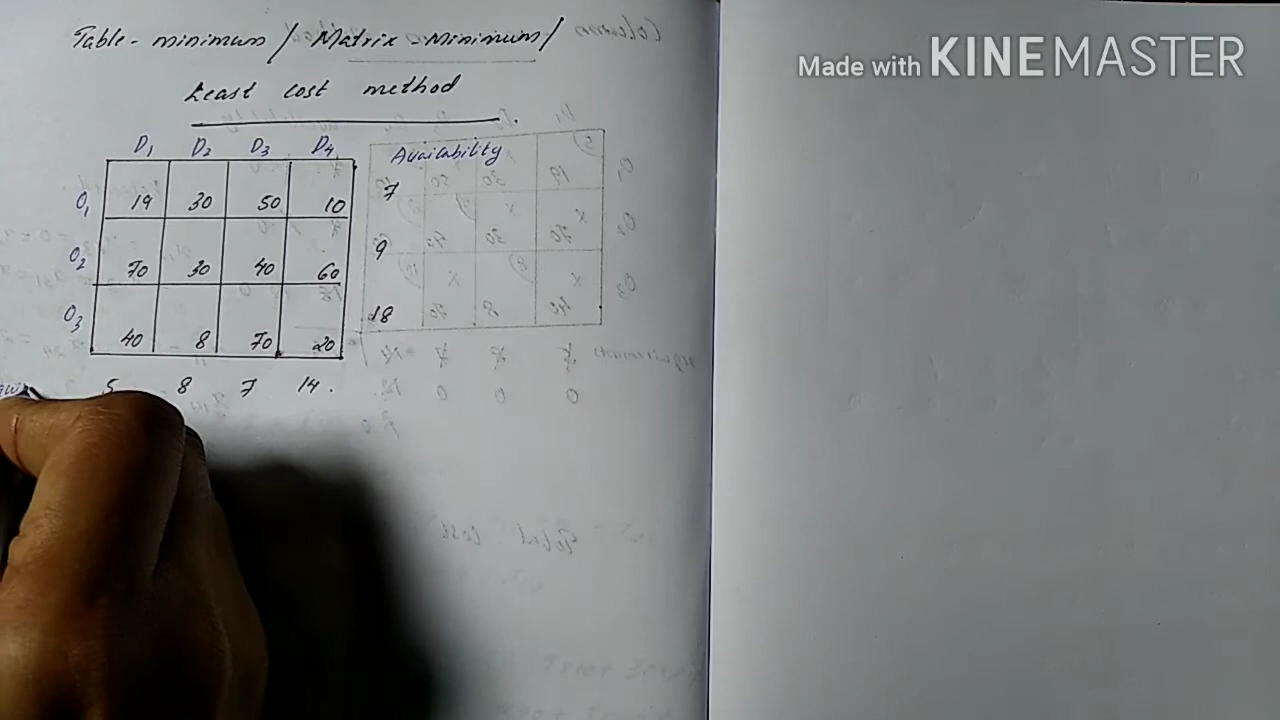 Table - minimum / Matrix - Minimum /
Made with KINEMASTER
Least cost method
D1 D2 D3 D4 Availability
O1 19 30 50 10 7
O2 70 30 40 60 9
O3 40 8 70 20 18
5 8 7 14 .